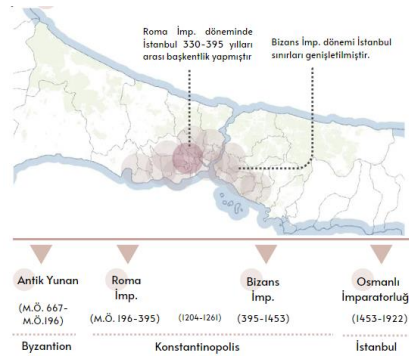 Roma İmp. döneminde
İstanbul 330-395 yılları
arası başkentlik yapmıştır
Bizans İmp. dönemi İstanbul
sınırları genişletilmiştir.
Antik Yunan
(M.Ö. 667-
M.Ö.196)
Roma
İmp.
(M.Ö. 196-395)
(1204-1261)
Bizans
İmp.
(395-1453)
Osmanlı
İmparatorluğ
(1453-1922)
Byzantion
Konstantinopolis
İstanbul